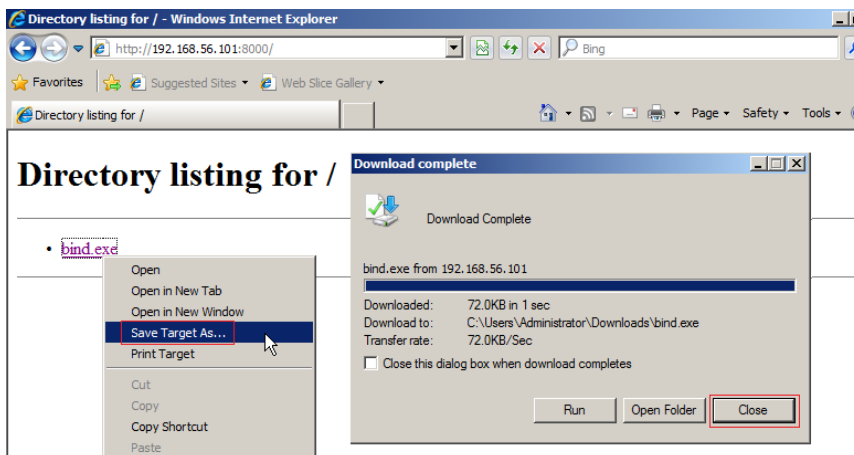 Directory listing for / - Windows Internet Explorer
http://192.168.56.101:8000/
Bing
Favorites
Suggested Sites
Web Slice Gallery
Directory listing for /
Page
Safety
Tools
Directory listing for /
bind.exe
Open
Open in New Tab
Open in New Window
Save Target As...
Print Target
Cut
Copy
Copy Shortcut
Paste
Download complete
Download Complete
bind.exe from 192.168.56.101
Downloaded: 72.0KB in 1 sec
Download to: C:\Users\Administrator\Downloads\bind.exe
Transfer rate: 72.0KB/Sec
Close this dialog box when download completes
Run
Open Folder
Close